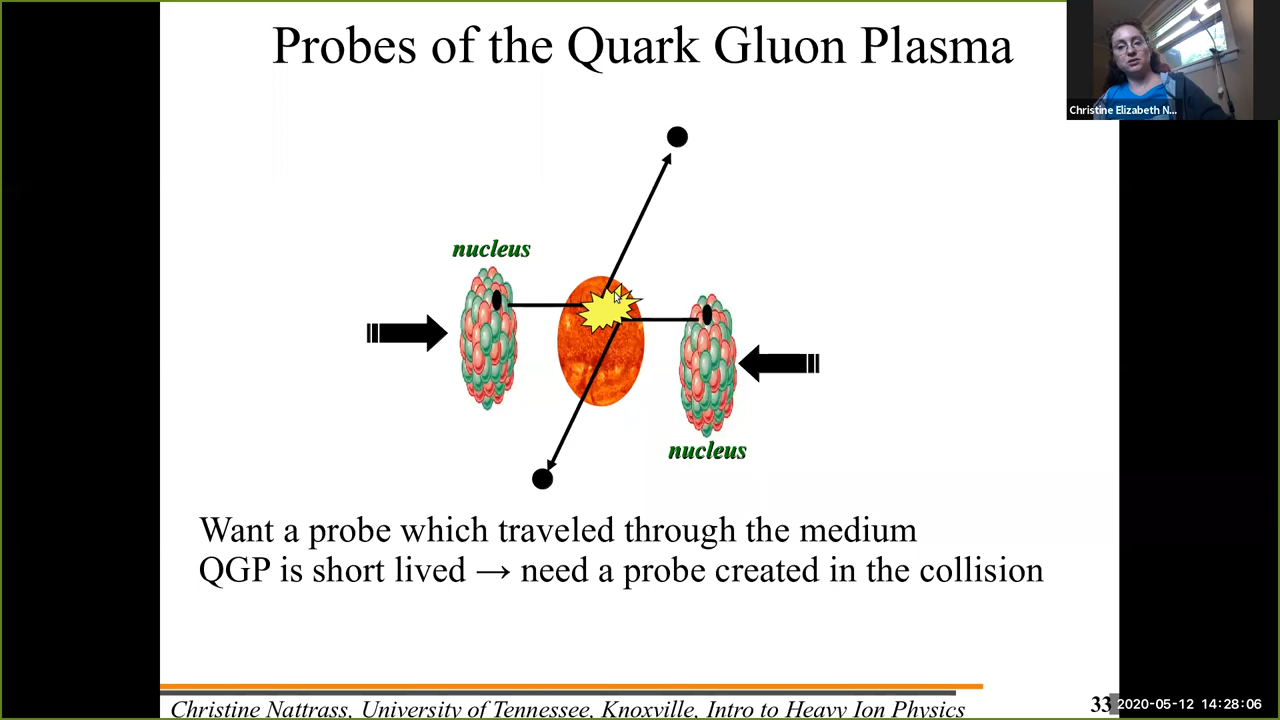 Probes of the Quark Gluon Plasma
Christine Elizabeth N...
nucleus
nucleus
Want a probe which traveled through the medium
QGP is short lived → need a probe created in the collision
Christine Nattrass, University of Tennessee, Knoxville, Intro to Heavy Ion Physics
33
2020-05-12 14:28:06